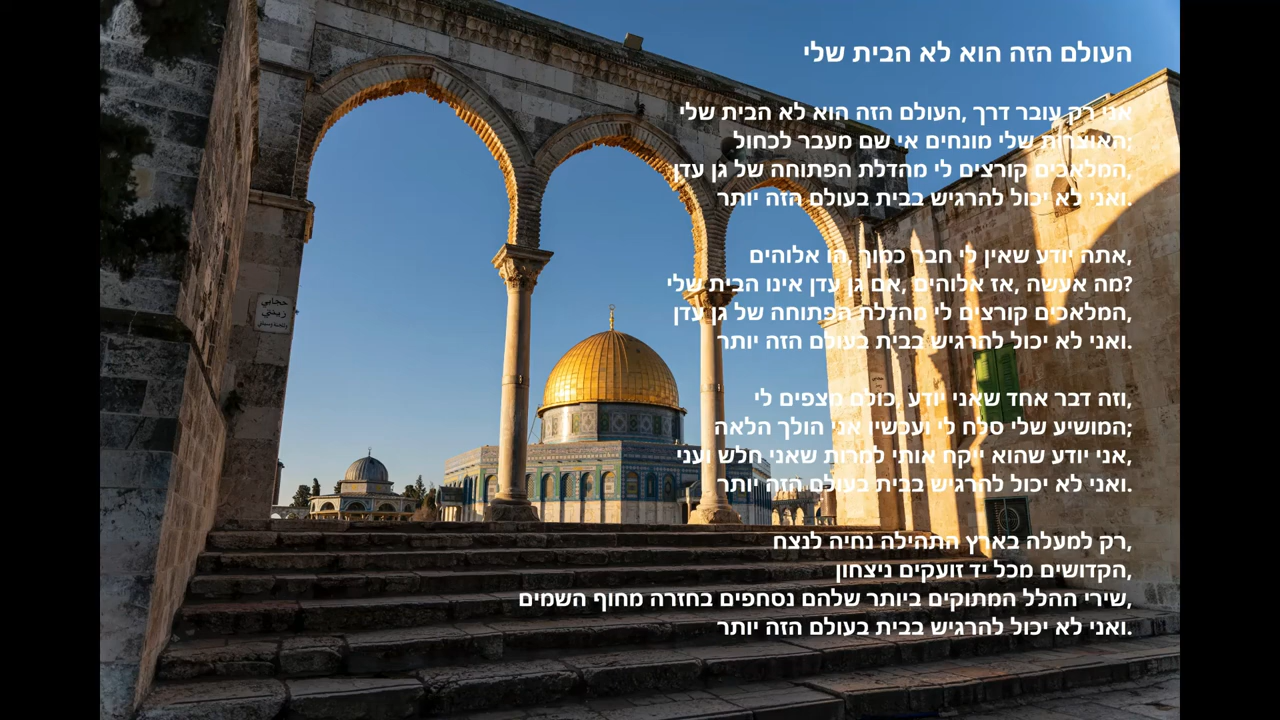 העולם הזה הוא לא הבית שלי
אני רק עובר דרך, העולם הזה הוא לא הבית שלי
האוצרות שלי מונחים אי שם מעבר לכחול;
המלאכים קורצים לי מהדלת הפתוחה של גן עדן,
ואני לא יכול להרגיש בבית בעולם הזה יותר.
אתה יודע שאין לי חבר כמוך, הו אלוהים,
מה אעשה, אז אלוהים, אם גן עדן אינו הבית שלי?
המלאכים קורצים לי מהדלת הפתוחה של גן עדן,
ואני לא יכול להרגיש בבית בעולם הזה יותר.
וזה דבר אחד שאני יודע, כולם מצפים לי,
המושיע שלי סלח לי ועכשיו אני הולך הלאה;
אני יודע שהוא ייקח אותי למרות שאני חלש ועני,
ואני לא יכול להרגיש בבית בעולם הזה יותר.
רק למעלה בארץ התהילה נחיה לנצח,
הקדושים מכל יד זועקים ניצחון,
שירי ההלל המתוקים ביותר שלהם נסחפים בחזרה מחוף השמים,
ואני לא יכול להרגיש בבית בעולם הזה יותר.
حجابي
زينتي